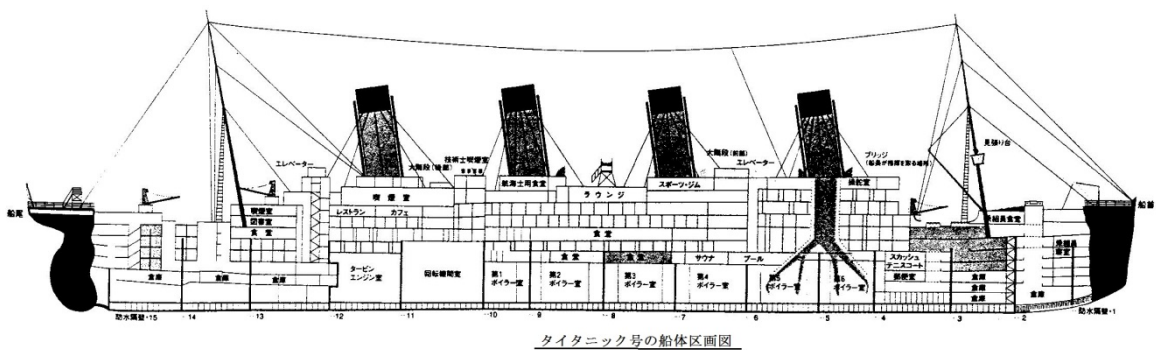 エレベーター
大階段(後部)
技術士喫煙室
大階段(前部)
エレベーター
ブリッジ
(船長が指揮を取る場所)
見張り台
船尾
船首
喫煙室
航海士用食堂
ラウンジ
スポーツ・ジム
操舵室
喫煙室
図書室
食堂
レストラン
カフェ
食堂
乗組員食堂
乗組員
寝室
食堂
食堂
サウナ
プール
スカッシュ
テニスコート
郵便室
倉庫
倉庫
倉庫
タービン
エンジン室
回転機関室
第1
ボイラー室
第2
ボイラー室
第3
ボイラー室
第4
ボイラー室
第5
ボイラー室
第6
ボイラー室
倉庫
倉庫
倉庫
倉庫
防水隔壁・15
14
13
12
11
10
9
8
7
6
5
4
3
2
防水隔壁・1
タイタニック号の船体区画図